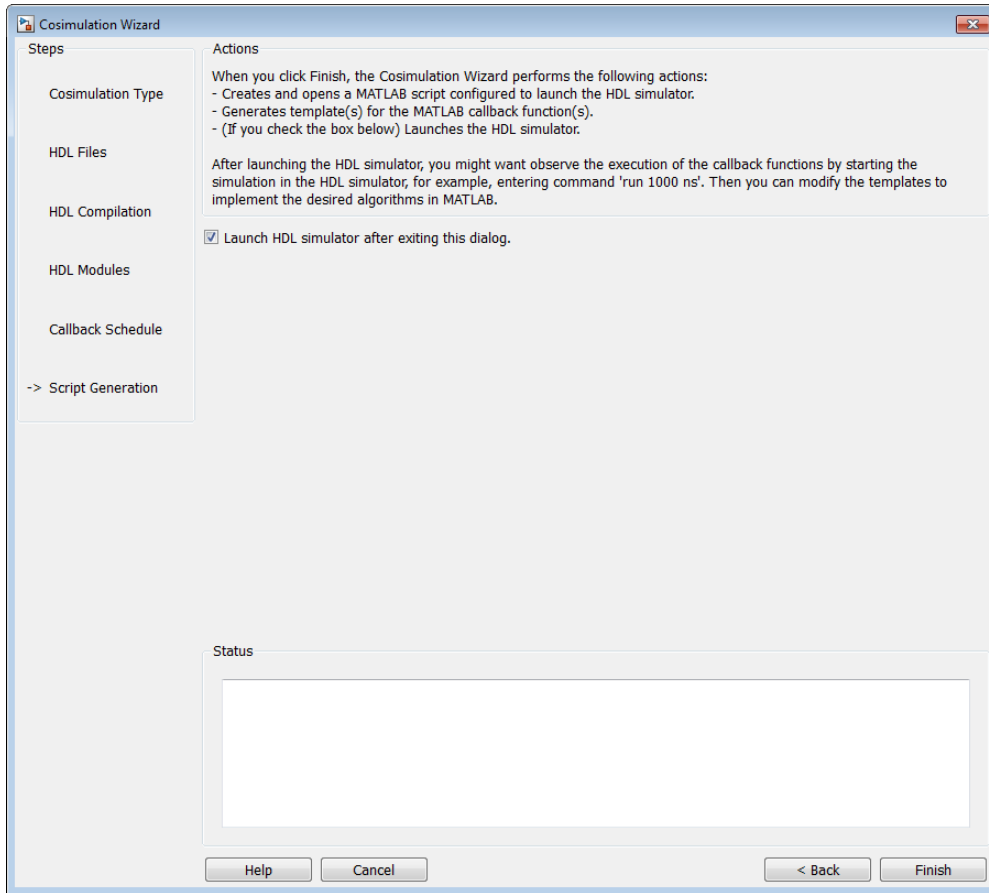 Cosimulation Wizard
Steps
Cosimulation Type
HDL Files
HDL Compilation
HDL Modules
Callback Schedule
-> Script Generation
Actions
When you click Finish, the Cosimulation Wizard performs the following actions:
- Creates and opens a MATLAB script configured to launch the HDL simulator.
- Generates template(s) for the MATLAB callback function(s).
- (If you check the box below) Launches the HDL simulator.
After launching the HDL simulator, you might want observe the execution of the callback functions by starting the
simulation in the HDL simulator, for example, entering command 'run 1000 ns'. Then you can modify the templates to
implement the desired algorithms in MATLAB.
Launch HDL simulator after exiting this dialog.
Status
Help
Cancel
< Back
Finish